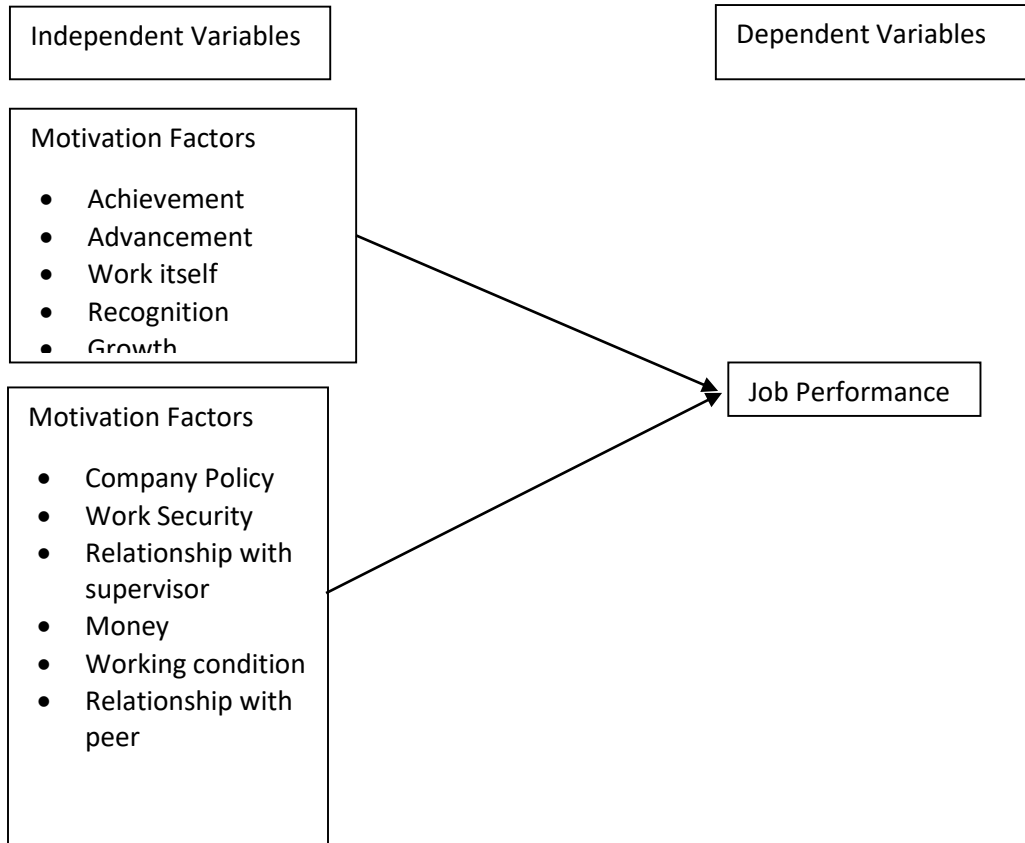 Independent Variables
Dependent Variables
Motivation Factors
• Achievement
• Advancement
• Work itself
• Recognition
• Growth
Job Performance
Motivation Factors
• Company Policy
• Work Security
• Relationship with
supervisor
• Money
• Working condition
• Relationship with
peer